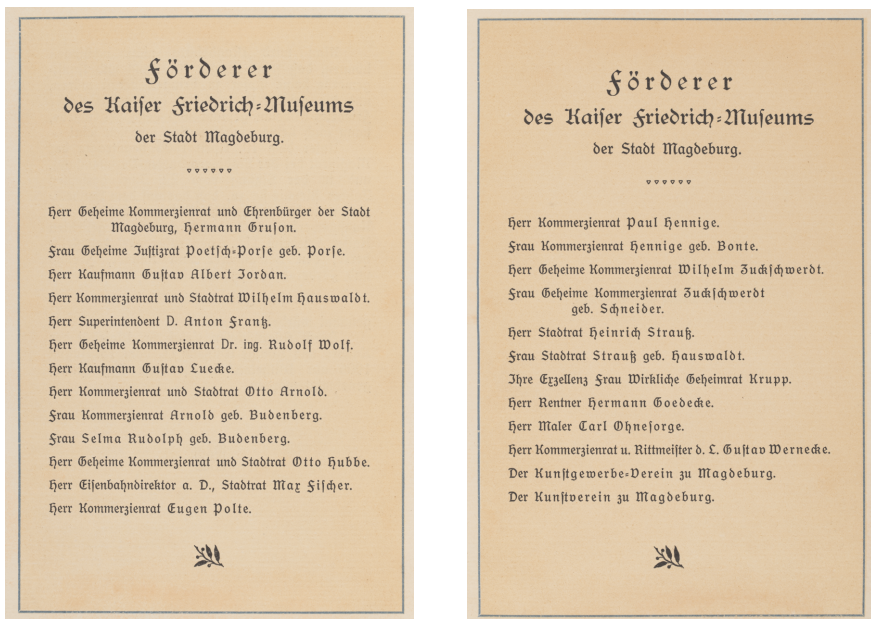 Förderer
des Kaiser Friedrich-Museums
der Stadt Magdeburg.
Herr Geheime Kommerzienrat und Ehrenbürger der Stadt
Magdeburg, Hermann Gruson.
Frau Geheime Justizrat Poetsch-Porse geb. Porse.
Herr Kaufmann Gustav Albert Jordan.
Herr Kommerzienrat und Stadtrat Wilhelm Hauswaldt.
Herr Superintendent D. Anton Frantz.
Herr Geheime Kommerzienrat Dr. ing. Rudolf Wolf.
Herr Kaufmann Gustav Luecke.
Herr Kommerzienrat und Stadtrat Otto Arnold.
Frau Kommerzienrat Arnold geb. Budenberg.
Frau Selma Rudolph geb. Budenberg.
Herr Geheime Kommerzienrat und Stadtrat Otto Hubbe.
Herr Eisenbahndirektor a. D., Stadtrat Max Fischer.
Herr Kommerzienrat Eugen Polte.
Förderer
des Kaiser Friedrich-Museums
der Stadt Magdeburg.
Herr Kommerzienrat Paul Hennige.
Frau Kommerzienrat Hennige geb. Bonte.
Herr Geheime Kommerzienrat Wilhelm Zuckschwerdt.
Frau Geheime Kommerzienrat Zuckschwerdt
geb. Schneider.
Herr Stadtrat Heinrich Strauß.
Frau Stadtrat Strauß geb. Hauswaldt.
Ihre Exzellenz Frau Wirkliche Geheimrat Krupp.
Herr Rentner Hermann Goedecke.
Herr Maler Carl Ohnesorge.
Herr Kommerzienrat u. Rittmeister d. L. Gustav Wernecke.
Der Kunstgewerbe-Verein zu Magdeburg.
Der Kunstverein zu Magdeburg.